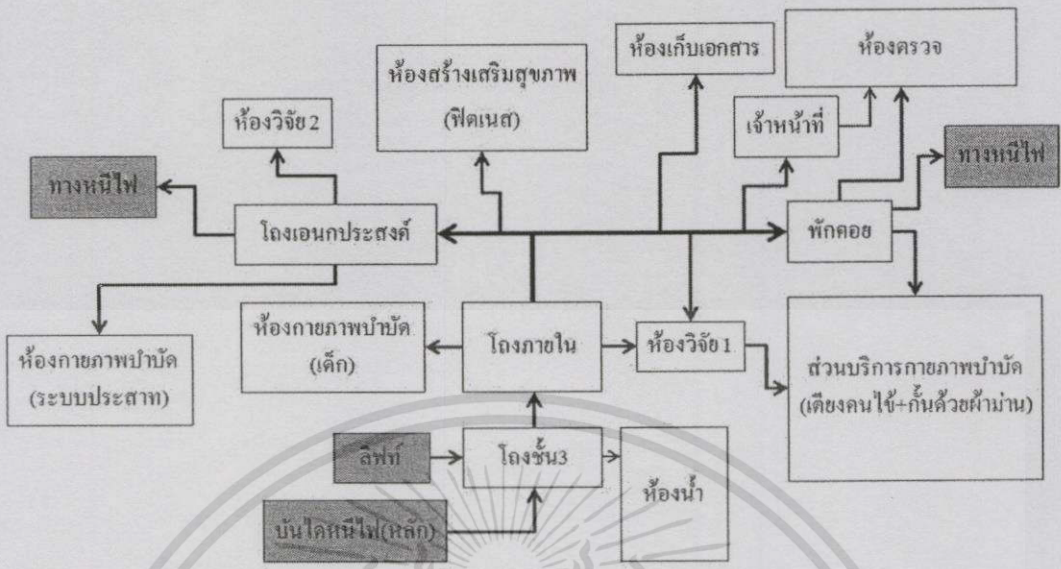 ห้องเก็บเอกสาร
ห้องตรวจ
ห้องสร้างเสริมสุขภาพ
(ฟิตเนส)
ห้องวิจัย 2
เจ้าหน้าที่
ทางหนีไฟ
ทางหนีไฟ
โถงเอนกประสงค์
พักคอย
ห้องกายภาพบำบัด
(เด็ก)
โถงภายใน
ห้องวิจัย 1
ห้องกายภาพบำบัด
(ระบบประสาท)
ส่วนบริการกายภาพบำบัด
(เตียงคนไข้+กั้นด้วยผ้าม่าน)
ลิฟท์
โถงชั้น3
ห้องน้ำ
บันไดหนีไฟ(หลัก)